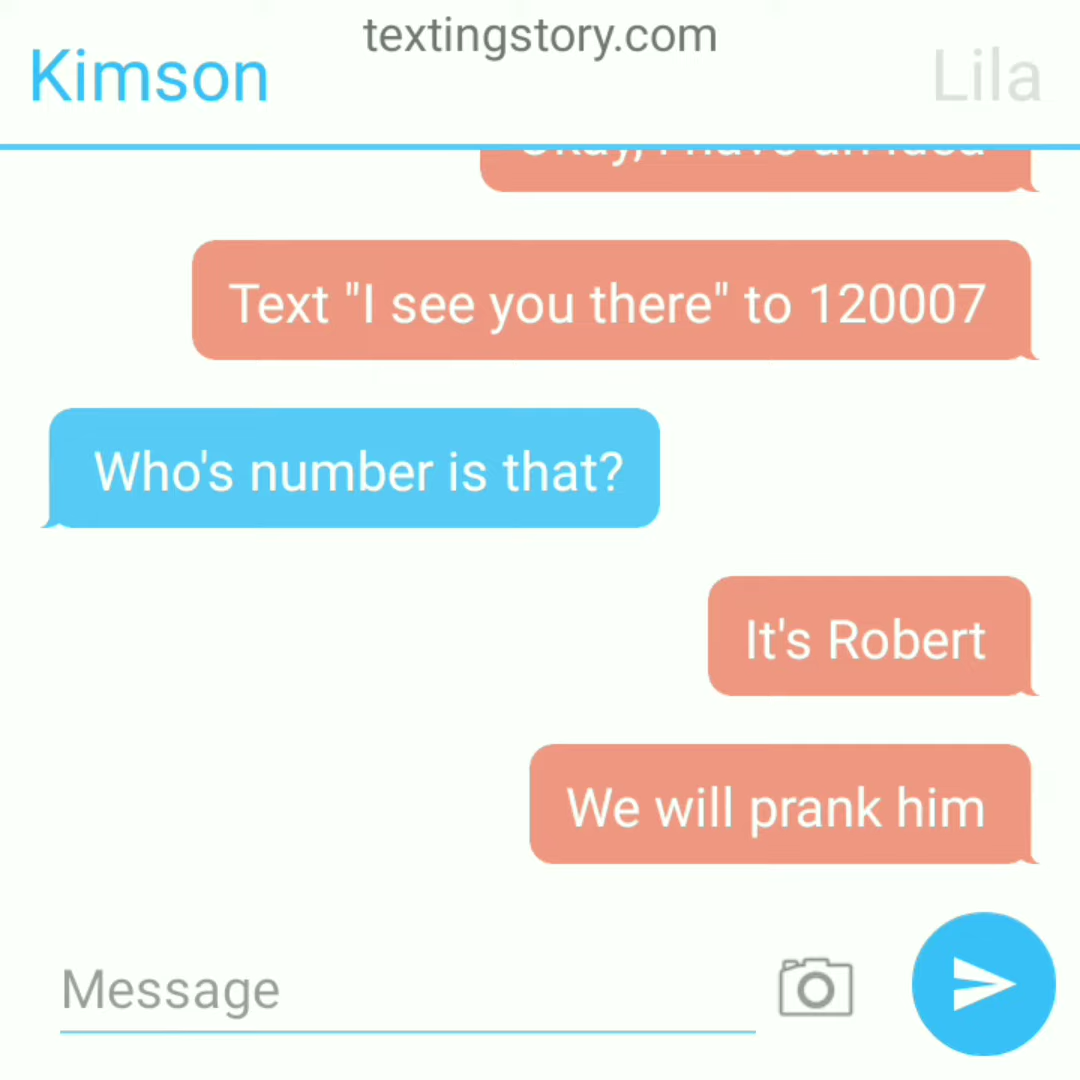 textingstory.com
Kimson
Lila
Text "I see you there" to 120007
Who's number is that?
It's Robert
We will prank him
Message